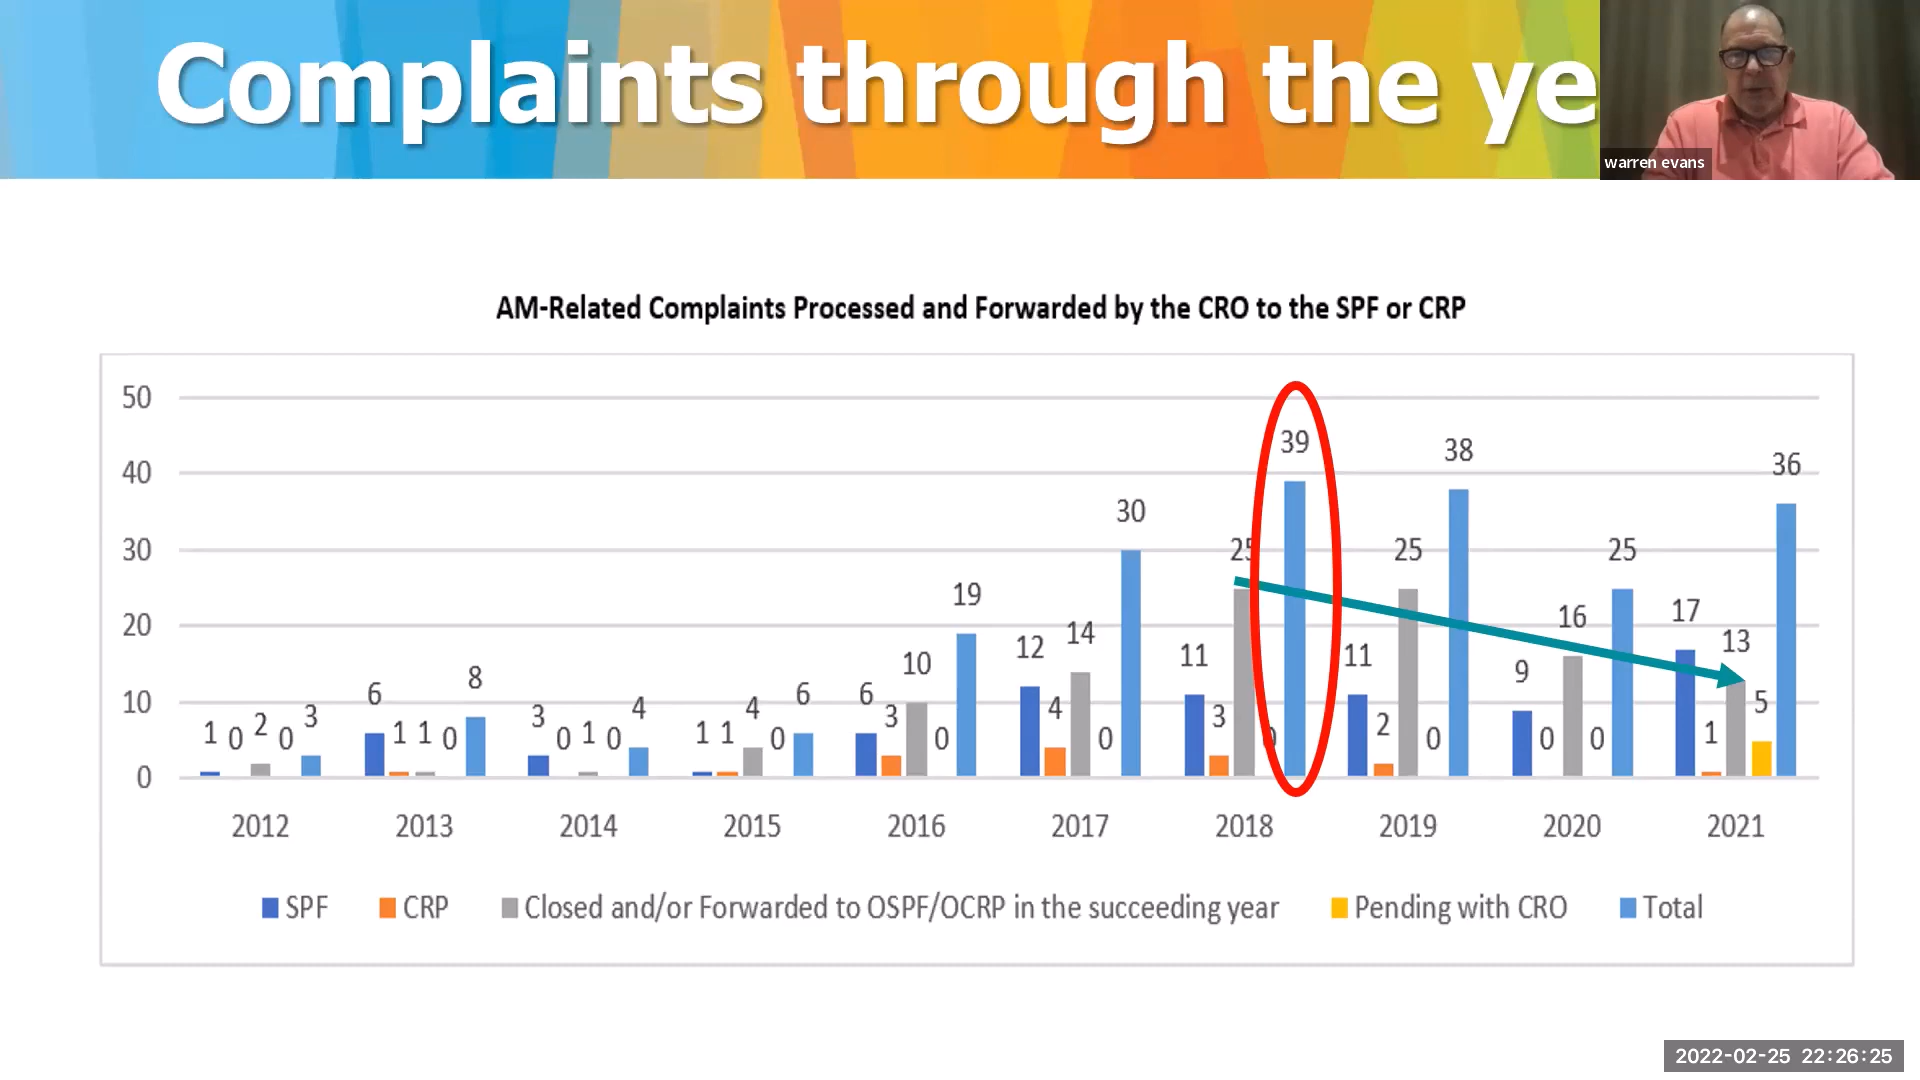 Complaints through the ye
warren evans
AM-Related Complaints Processed and Forwarded by the CRO to the SPF or CRP
50
40
30
20
10
0
1 0 2 0 3
6 1 1 0 8
3 0 1 0 4
1 1 4 0 6
6 3 10 0 19
12 4 14 0 30
11 3 25 0 39
11 2 25 0 38
9 0 16 0 25
17 1 13 5 36
2012 2013 2014 2015 2016 2017 2018 2019 2020 2021
SPF CRP Closed and/or Forwarded to OSPF/OCRP in the succeeding year Pending with CRO Total
2022-02-25 22:26:25